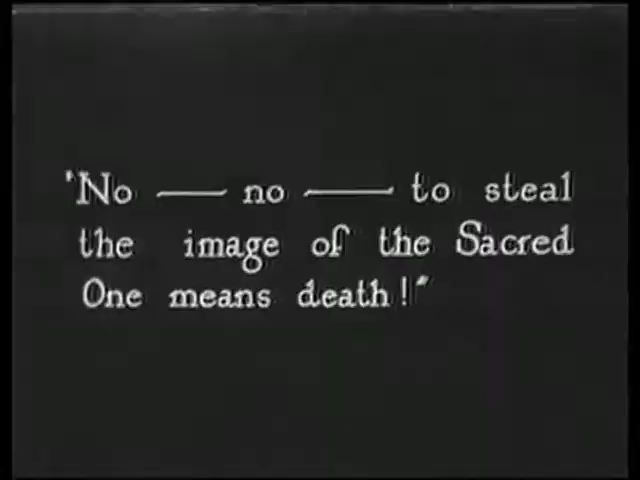 "No — no — to steal
the image of the Sacred
One means death!"